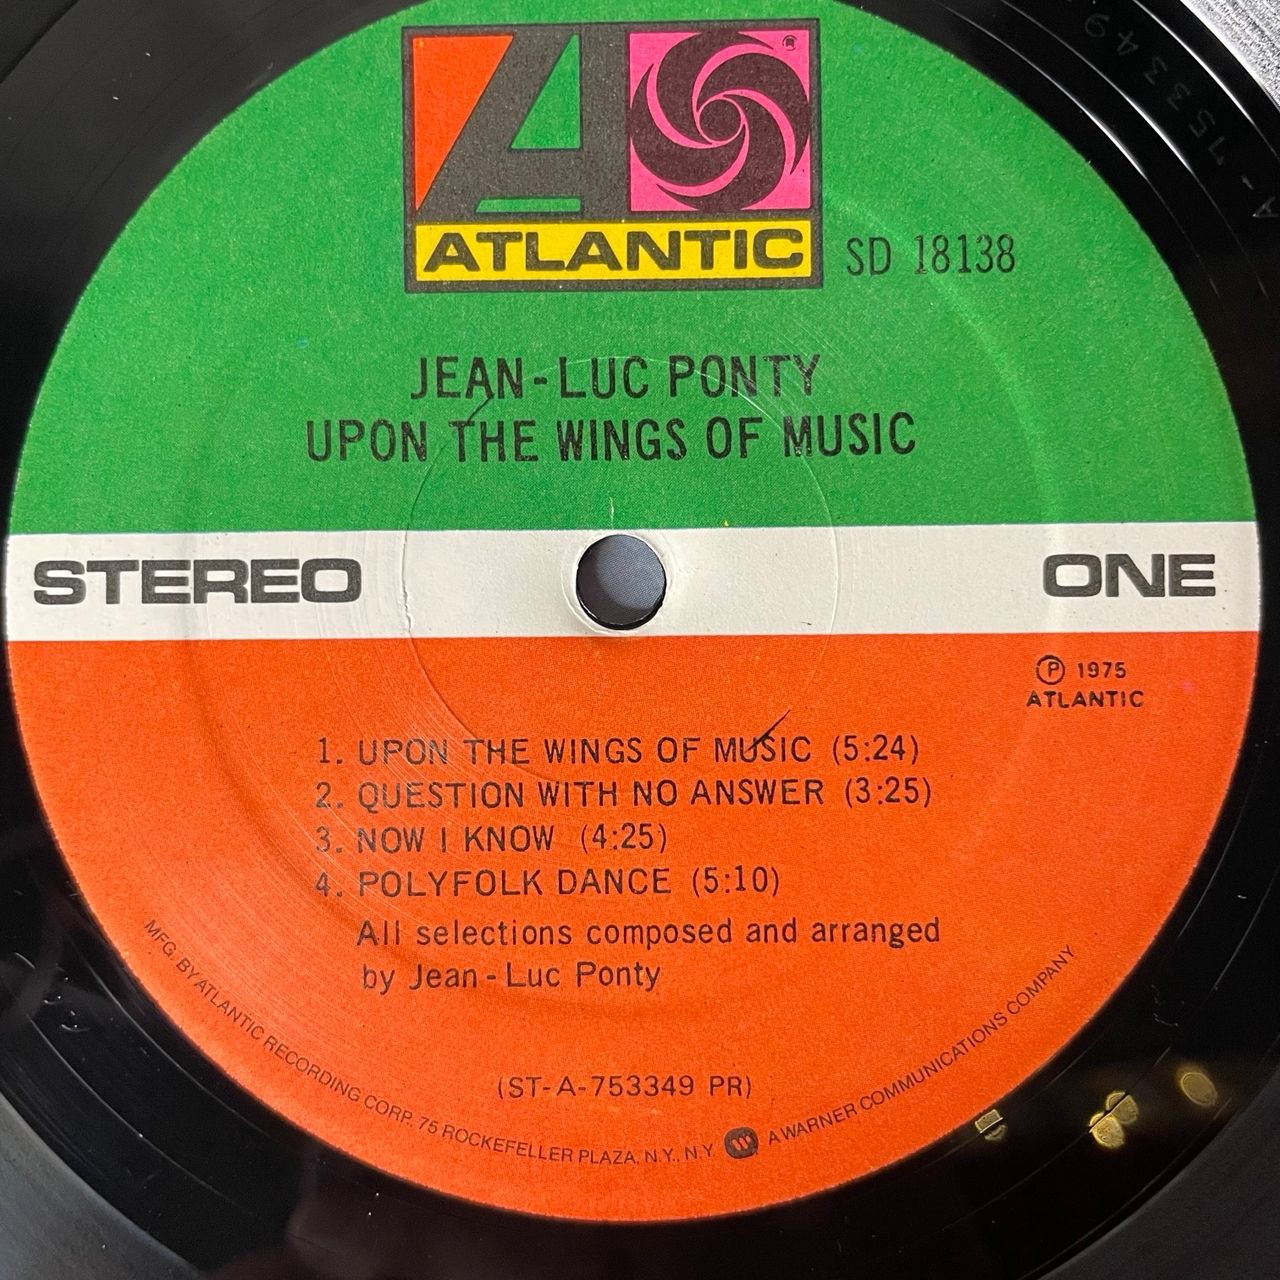 ATLANTIC
SD 18138
JEAN-LUC PONTY
UPON THE WINGS OF MUSIC
STEREO
ONE
Ⓟ 1975
ATLANTIC
1. UPON THE WINGS OF MUSIC (5:24)
2. QUESTION WITH NO ANSWER (3:25)
3. NOW I KNOW (4:25)
4. POLYFOLK DANCE (5:10)
All selections composed and arranged
by Jean-Luc Ponty
(ST-A-753349 PR)
MFG. BY ATLANTIC RECORDING CORP. 75 ROCKEFELLER PLAZA, N.Y., N.Y. A WARNER COMMUNICATIONS COMPANY
A-753349